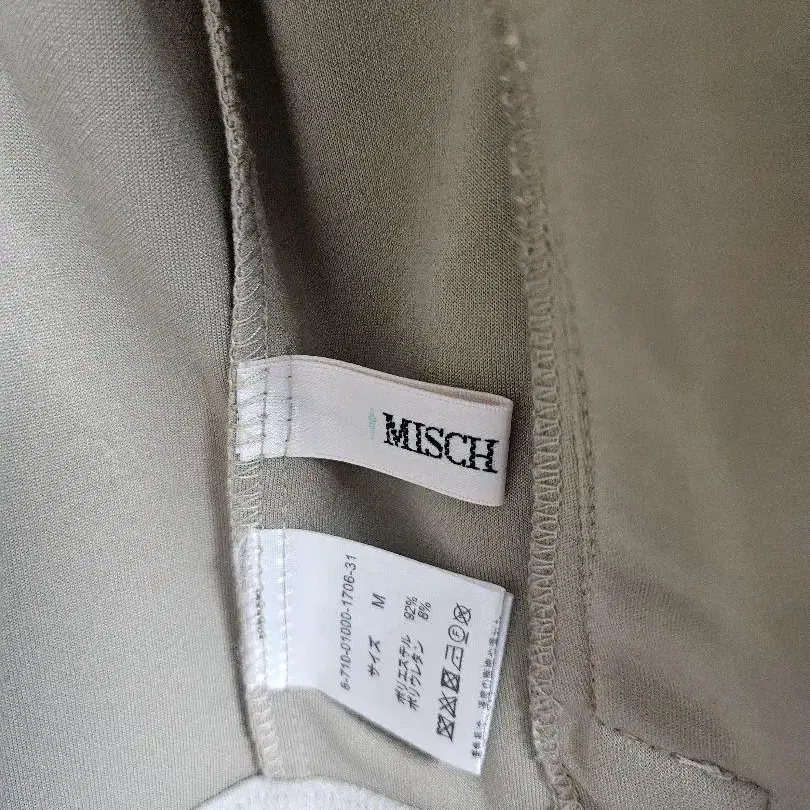 MISCH
6-710-01000-1706-31
サイズ M
ポリエステル 92%
ポリウレタン 8%